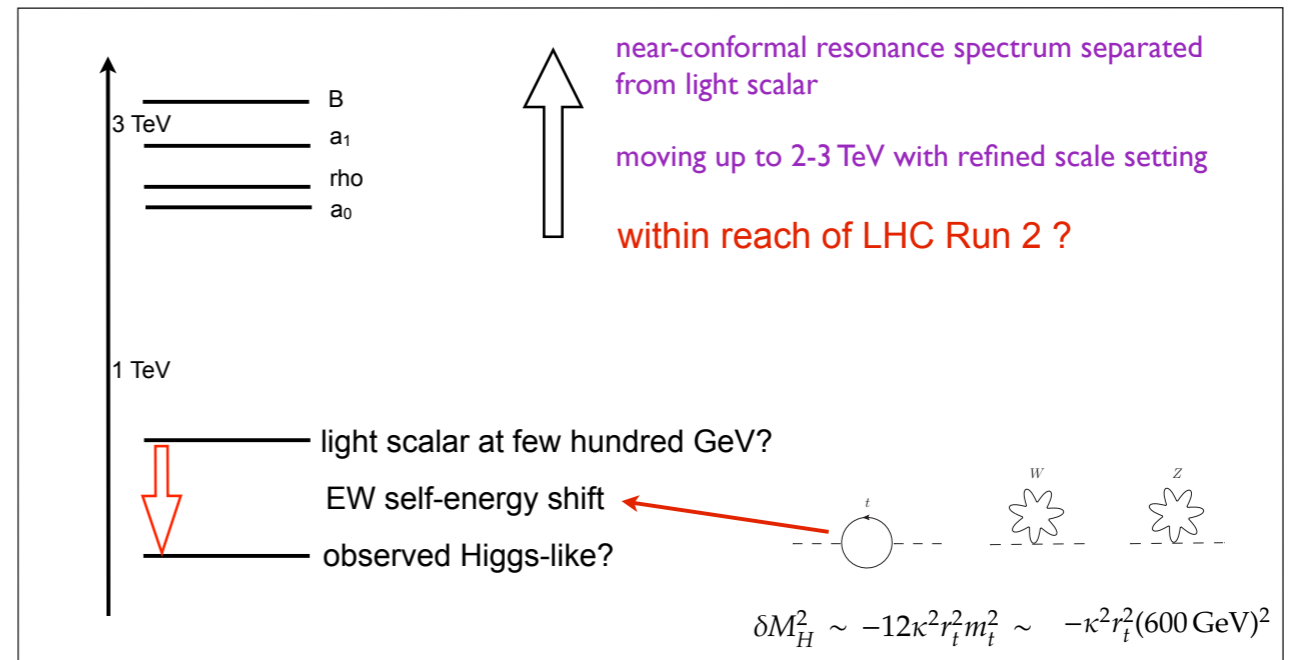 near-conformal resonance spectrum separated
from light scalar
B
3 TeV
a₁
moving up to 2-3 TeV with refined scale setting
rho
a₀
within reach of LHC Run 2 ?
1 TeV
light scalar at few hundred GeV?
EW self-energy shift
t
W
Z
observed Higgs-like?
δM_H^2 ∼ −12κ^2r_t^2m_t^2 ∼ −κ^2r_t^2(600 GeV)^2